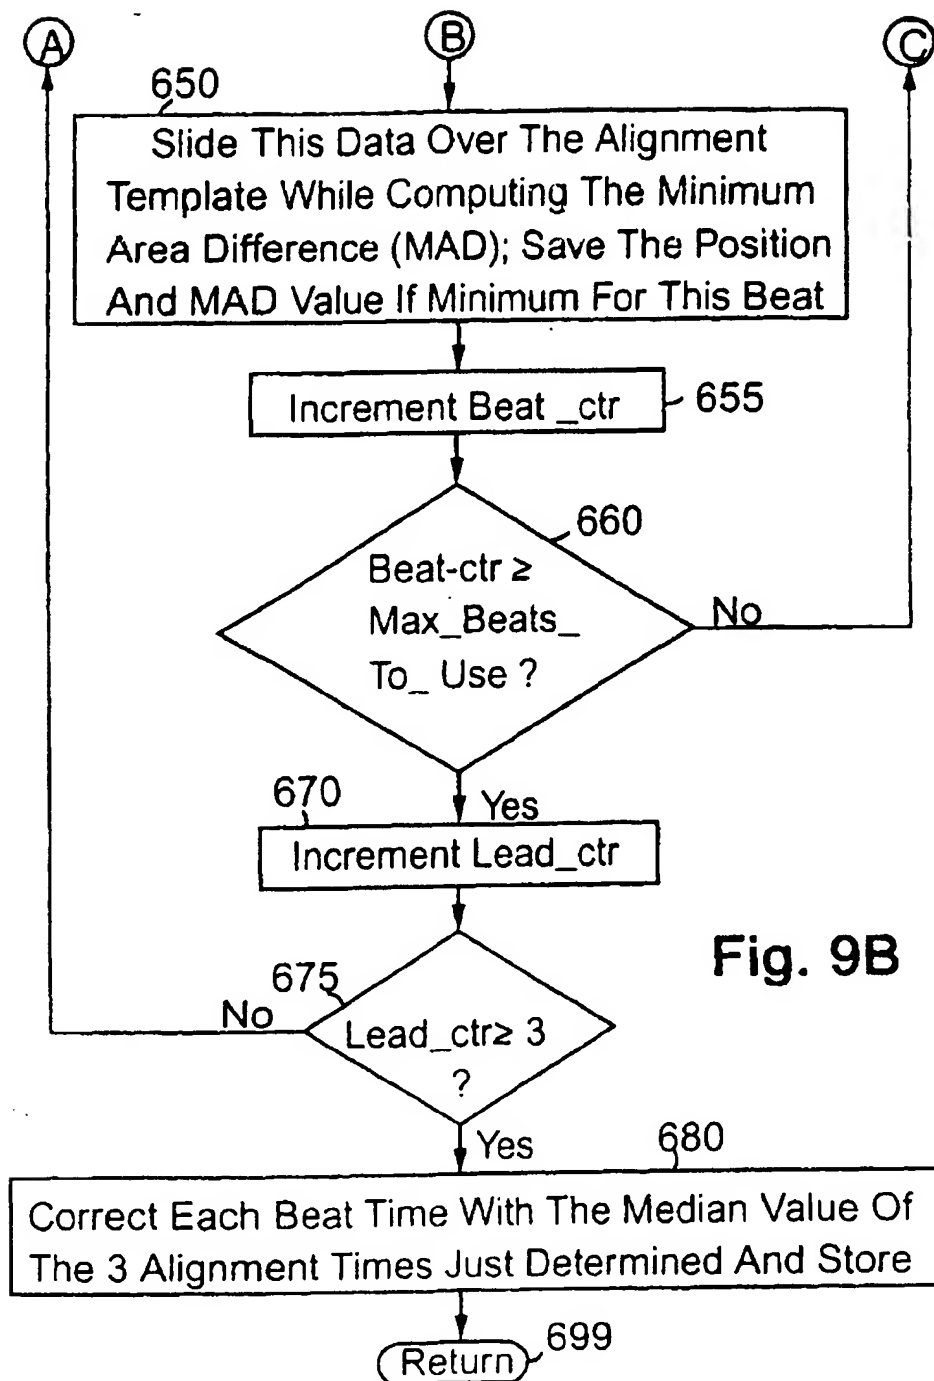 A
B
C
650
Slide This Data Over The Alignment
Template While Computing The Minimum
Area Difference (MAD); Save The Position
And MAD Value If Minimum For This Beat
Increment Beat _ctr
655
660
Beat-ctr ≥
Max_Beats_
To_ Use ?
No
Yes
670
Increment Lead_ctr
Fig. 9B
675
No
Lead_ctr≥ 3
?
Yes
680
Correct Each Beat Time With The Median Value Of
The 3 Alignment Times Just Determined And Store
Return
699